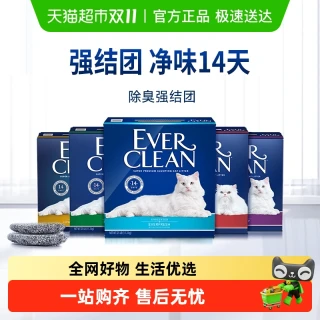 天猫超市双11 官方正品 极速送达
强结团 净味14天
除臭强结团
EVER
CLEAN
全网好物 生活优选
一站购齐 售后无忧